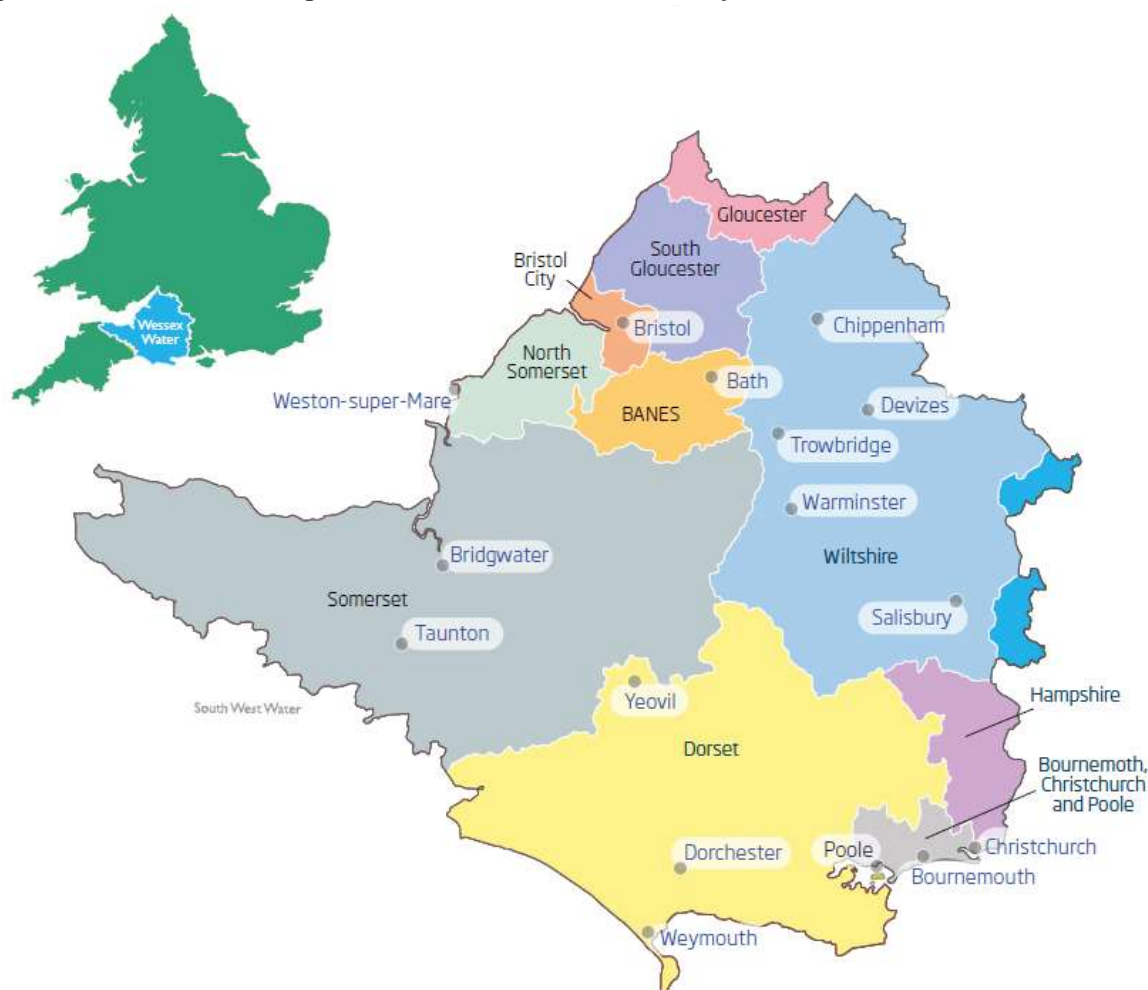 Wessex
Water
Gloucester
South
Gloucester
Bristol
City
Bristol
Chippenham
North
Somerset
Bath
Weston-super-Mare
BANES
Devizes
Trowbridge
Warminster
Bridgwater
Wiltshire
Somerset
Salisbury
Taunton
Yeovil
South West Water
Hampshire
Dorset
Bournemoth,
Christchurch
and Poole
Dorchester
Poole
Christchurch
Bournemouth
Weymouth